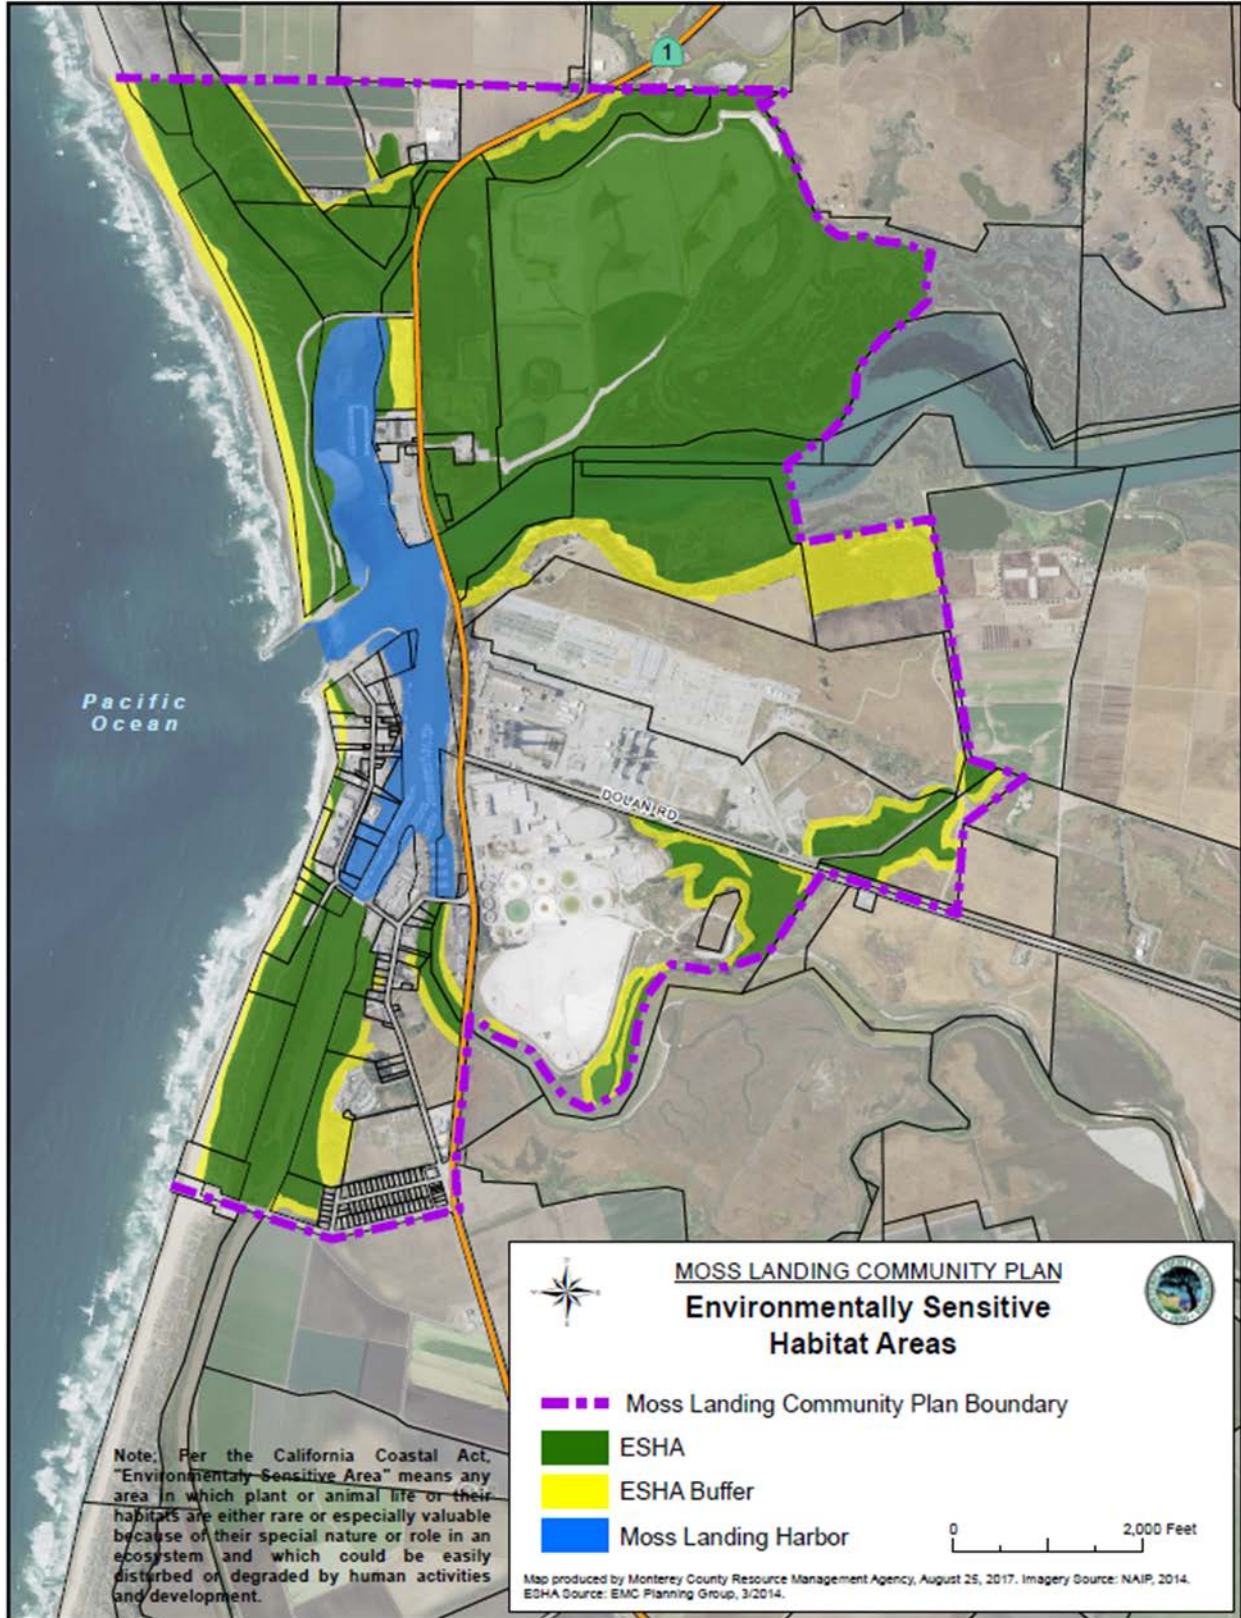 1
Pacific
Ocean
DOLAN RD
MOSS LANDING COMMUNITY PLAN
Environmentally Sensitive
Habitat Areas
Moss Landing Community Plan Boundary
ESHA
ESHA Buffer
Moss Landing Harbor
0 2,000 Feet
Map produced by Monterey County Resource Management Agency, August 25, 2017. Imagery Source: NAIP, 2014.
ESHA Source: EMC Planning Group, 3/2014.
Note: Per the California Coastal Act,
"Environmentaly Sensitive Area" means any
area in which plant or animal life or their
habitats are either rare or especially valuable
because of their special nature or role in an
ecosystem and which could be easily
disturbed or degraded by human activities
and development.